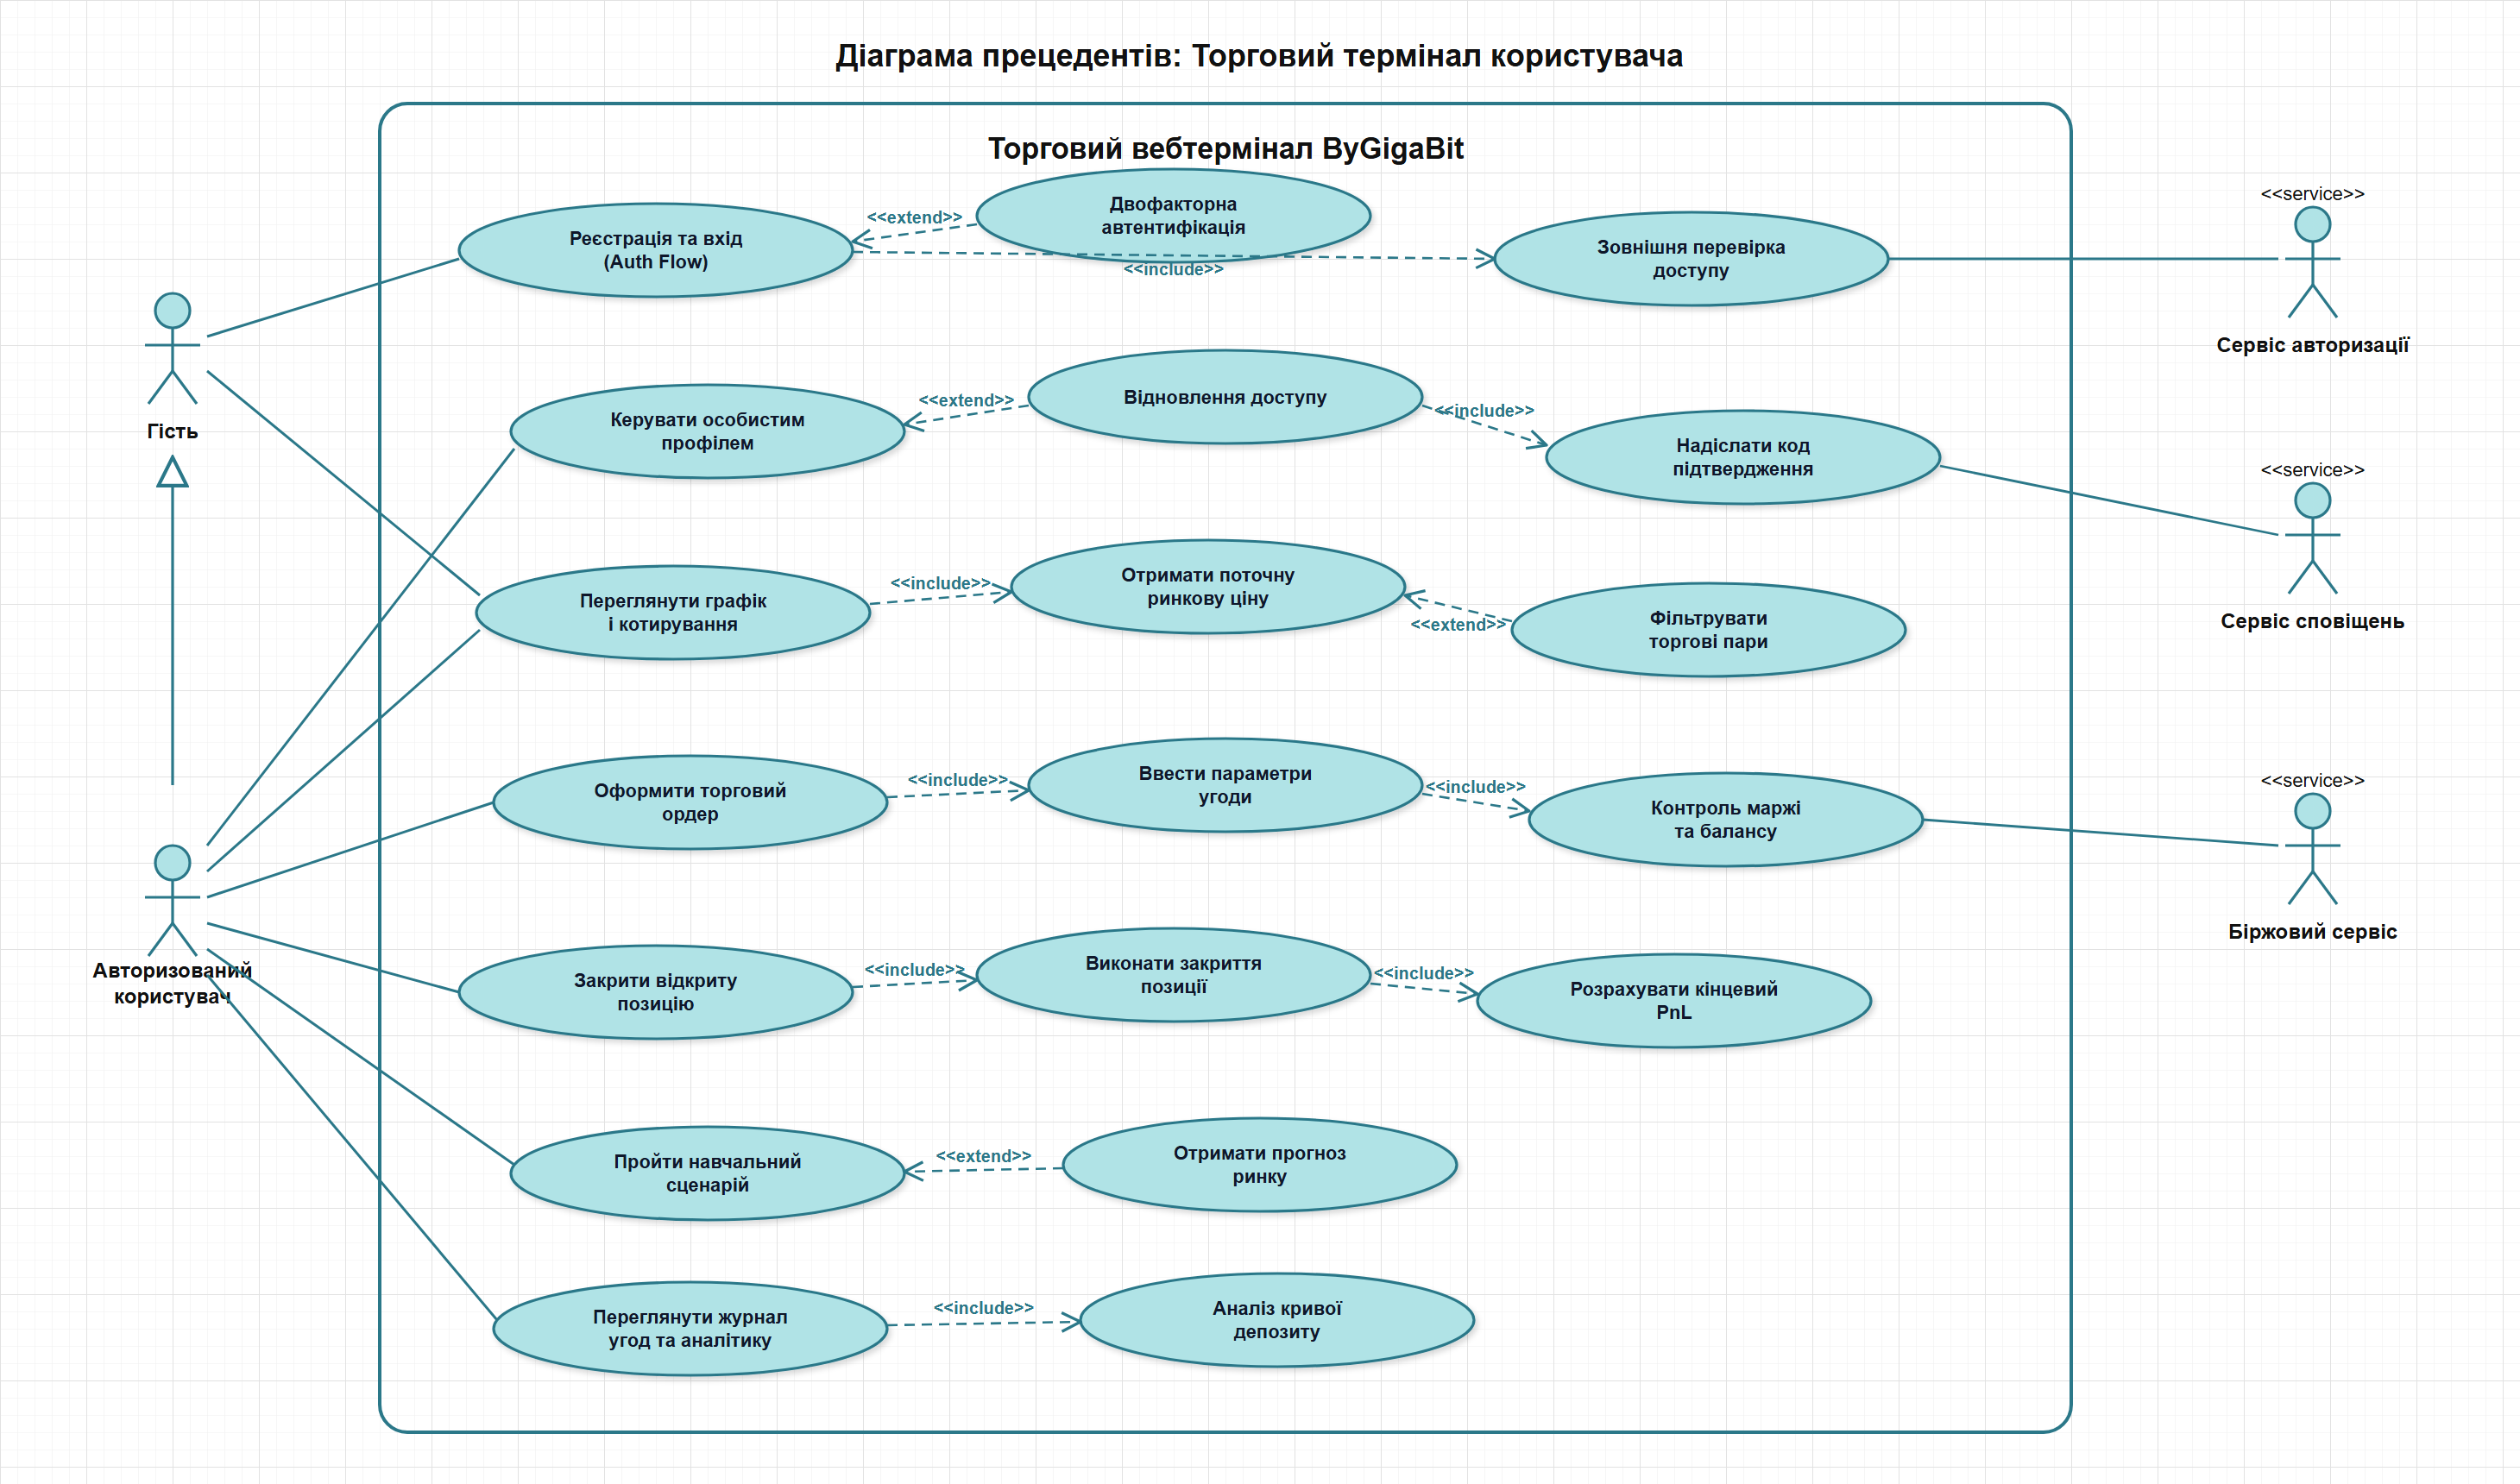 Діаграма прецедентів: Торговий термінал користувача
Торговий вебтермінал ByGigaBit
Реєстрація та вхід
(Auth Flow)
<<extend>>
Двофакторна
автентифікація
<<include>>
Зовнішня перевірка
доступу
<<service>>
Сервіс авторизації
Гість
Керувати особистим
профілем
<<extend>>
Відновлення доступу
<<include>>
Надіслати код
підтвердження
<<service>>
Сервіс сповіщень
Переглянути графік
і котирування
<<include>>
Отримати поточну
ринкову ціну
<<extend>>
Фільтрувати
торгові пари
Оформити торговий
ордер
<<include>>
Ввести параметри
угоди
<<include>>
Контроль маржі
та балансу
<<service>>
Біржовий сервіс
Авторизований
користувач
Закрити відкриту
позицію
<<include>>
Виконати закриття
позиції
<<include>>
Розрахувати кінцевий
PnL
Пройти навчальний
сценарій
<<extend>>
Отримати прогноз
ринку
Переглянути журнал
угод та аналітику
<<include>>
Аналіз кривої
депозиту